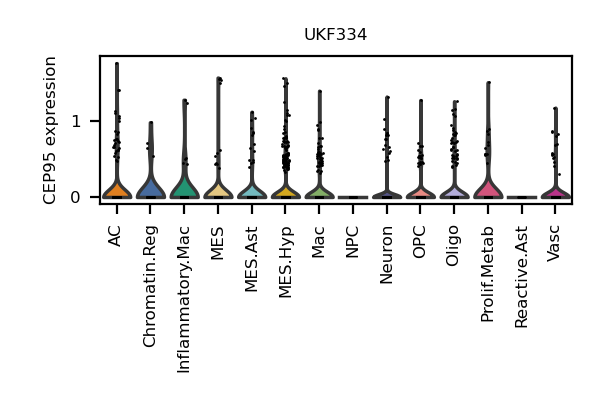 UKF334
CEP95 expression
1
0
AC
Chromatin.Reg
Inflammatory.Mac
MES
MES.Ast
MES.Hyp
Mac
NPC
Neuron
OPC
Oligo
Prolif.Metab
Reactive.Ast
Vasc